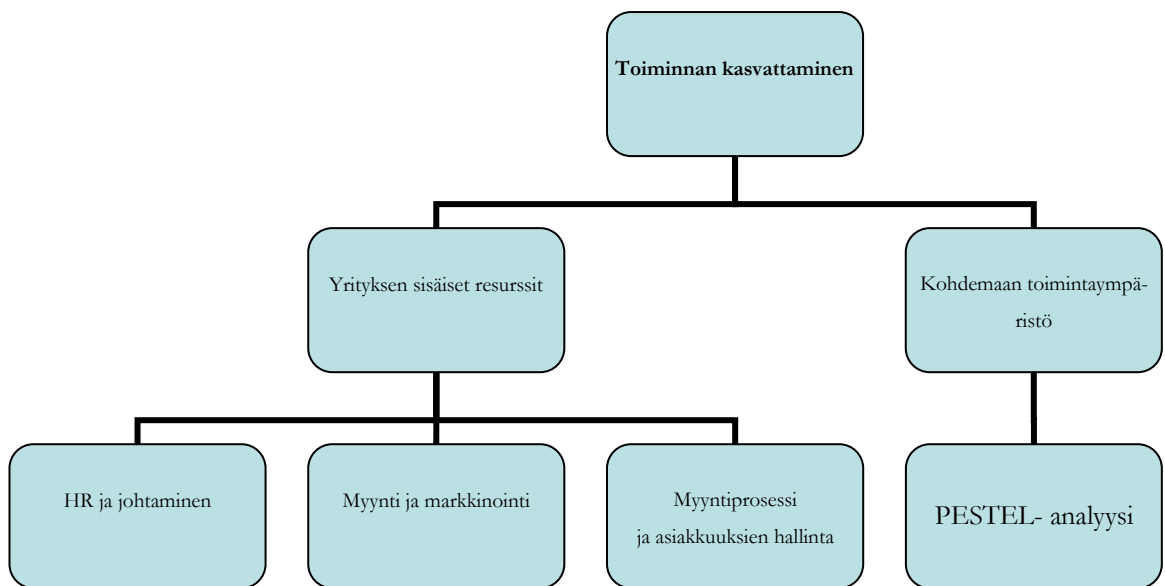 Toiminnan kasvattaminen
Yrityksen sisäiset resurssit
Kohdemaan toimintaympä-
ristö
HR ja johtaminen
Myynti ja markkinointi
Myyntiprosessi
ja asiakkuuksien hallinta
PESTEL- analyysi